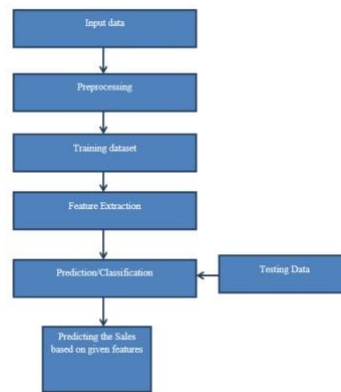 Input data
Preprocessing
Training dataset
Feature Extraction
Prediction/Classification
Testing Data
Predicting the Sales
based on given features